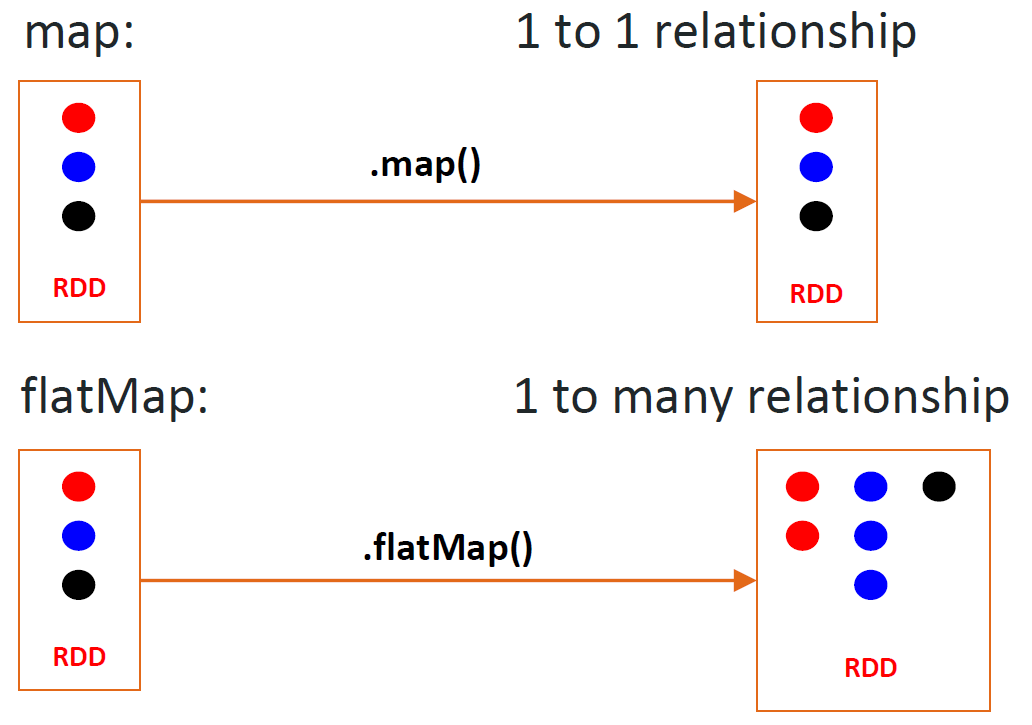 map:
1 to 1 relationship
.map()
RDD
RDD
flatMap:
1 to many relationship
.flatMap()
RDD
RDD